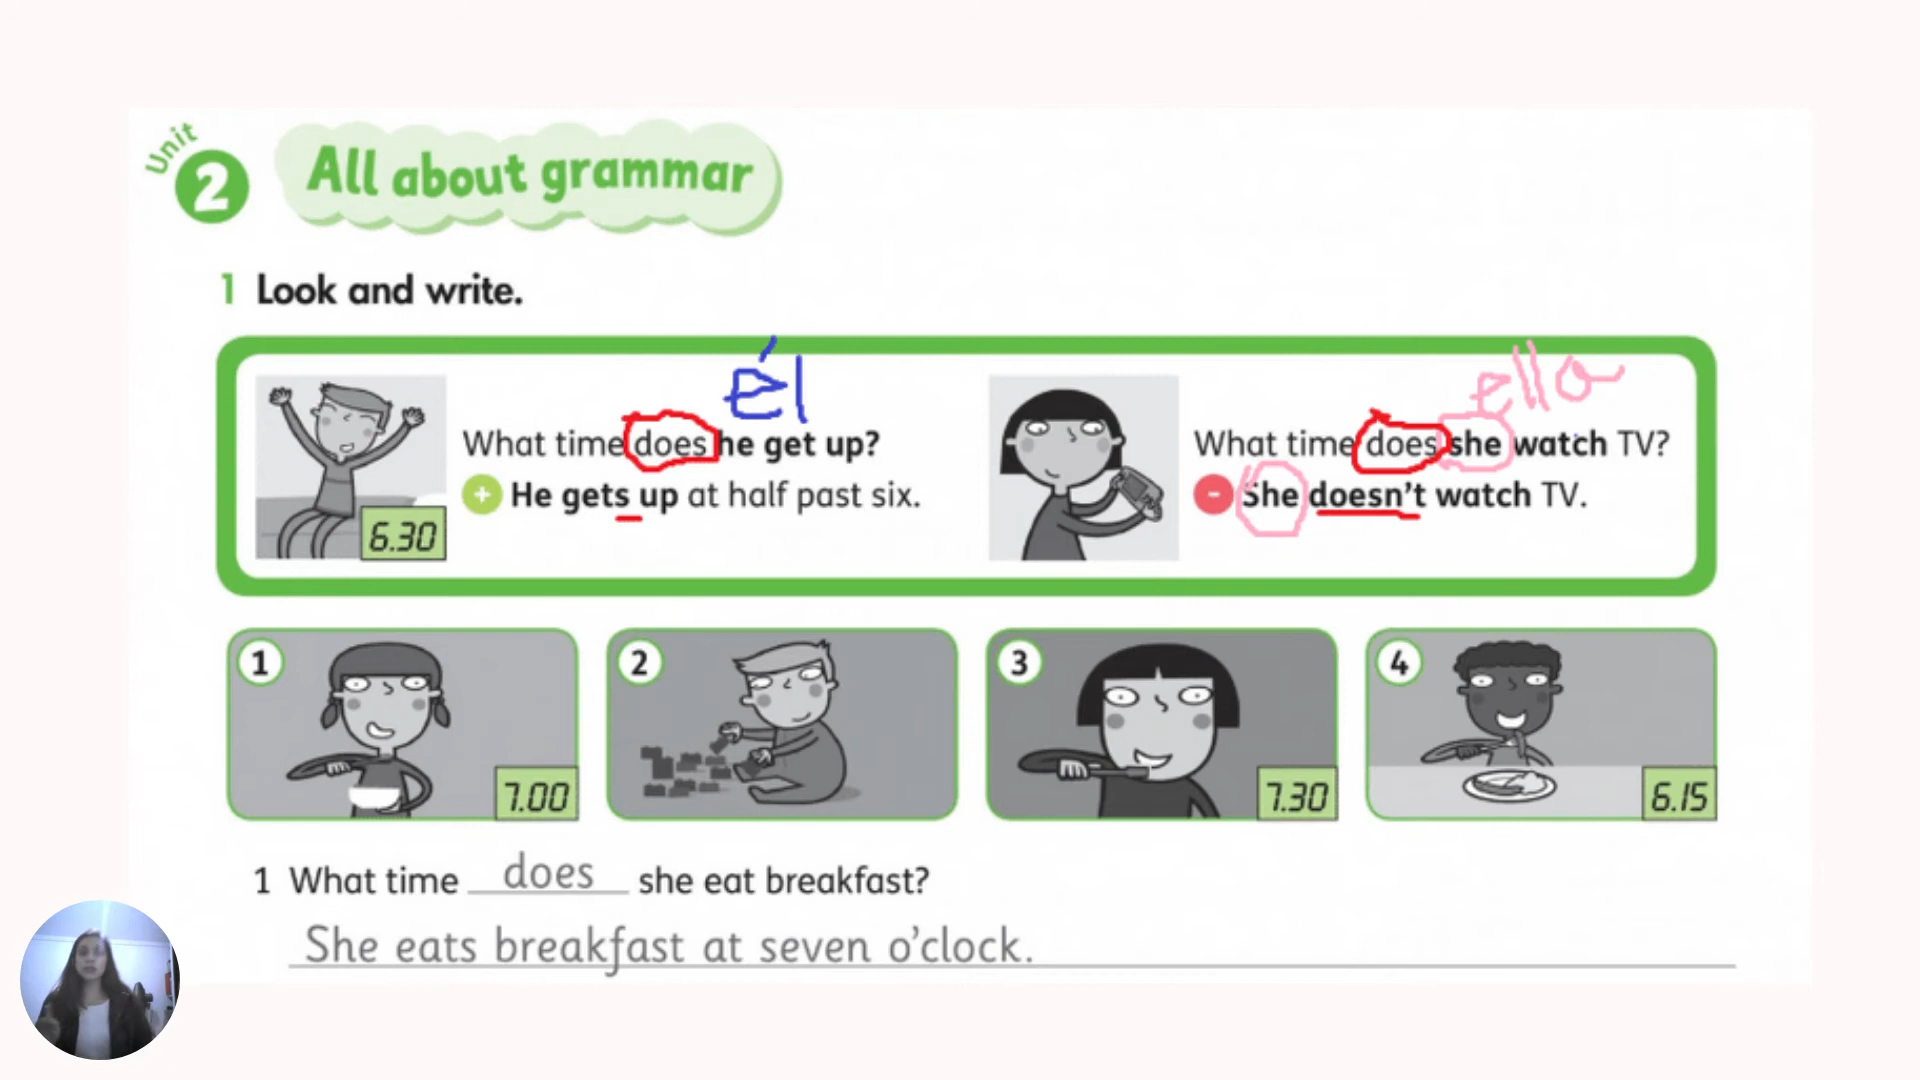 Unit
2 All about grammar
1 Look and write.
él
ella
What time does he get up?
+ He gets up at half past six.
6.30
What time does she watch TV?
- She doesn't watch TV.
1
7.00
2
3
7.30
4
6.15
1 What time does she eat breakfast?
She eats breakfast at seven o'clock.